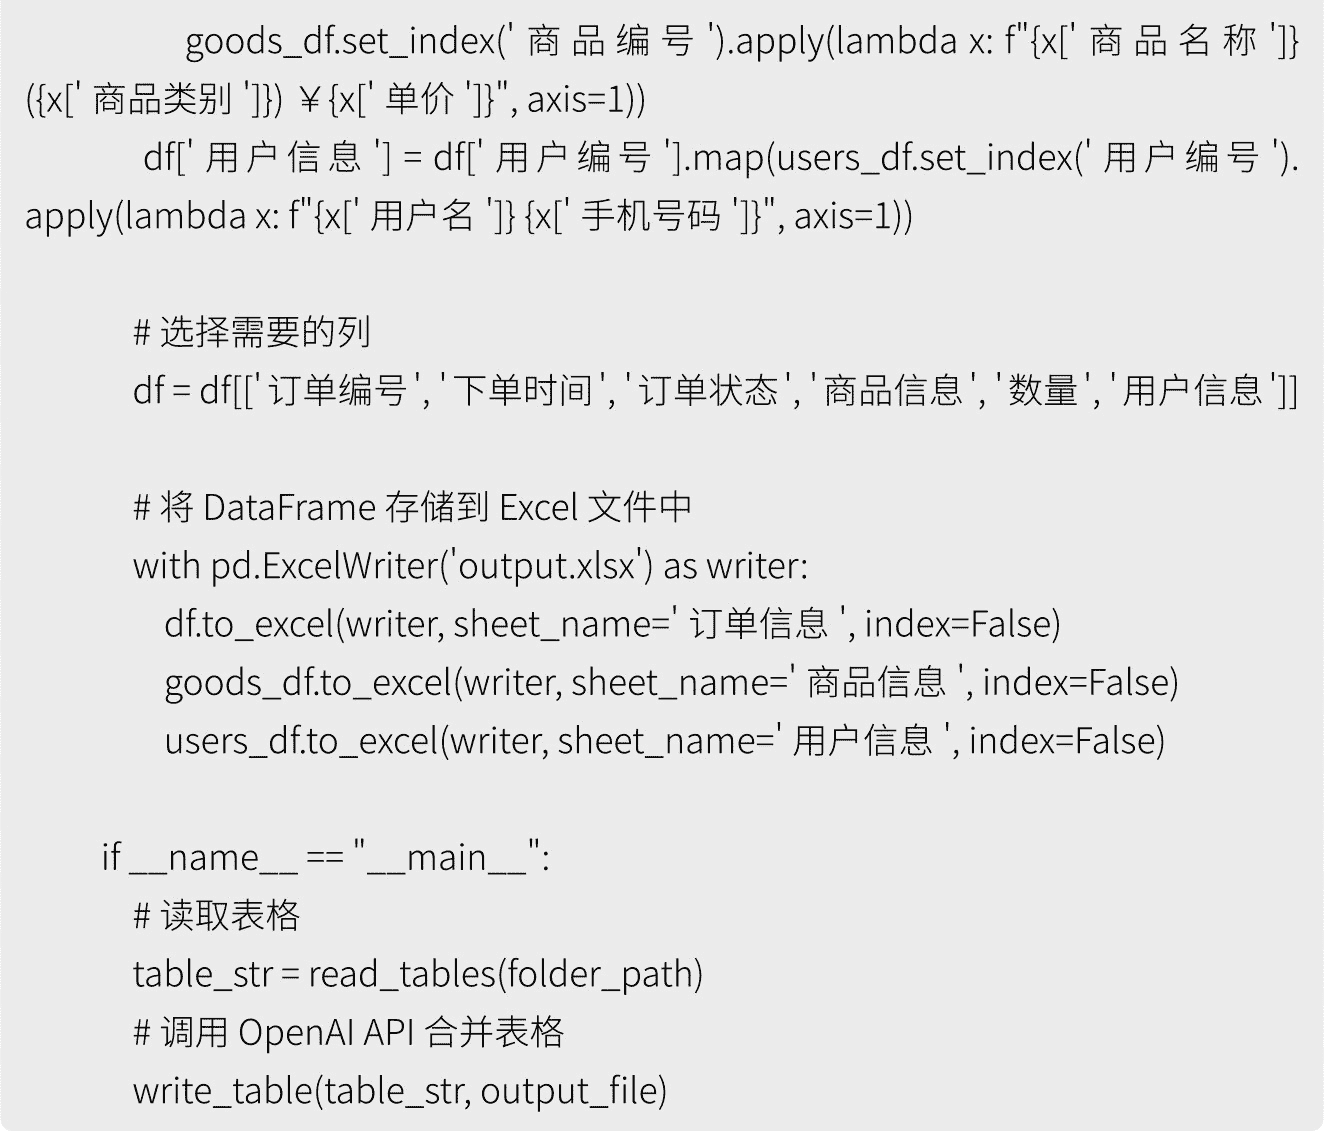 goods_df.set_index('商品编号').apply(lambda x: f"{x['商品名称']}
({x['商品类别']}) ￥{x['单价']}", axis=1))
df['用户信息'] = df['用户编号'].map(users_df.set_index('用户编号').
apply(lambda x: f"{x['用户名']} {x['手机号码']}", axis=1))
# 选择需要的列
df = df[['订单编号', '下单时间', '订单状态', '商品信息', '数量', '用户信息']]
# 将 DataFrame 存储到 Excel 文件中
with pd.ExcelWriter('output.xlsx') as writer:
df.to_excel(writer, sheet_name='订单信息', index=False)
goods_df.to_excel(writer, sheet_name='商品信息', index=False)
users_df.to_excel(writer, sheet_name='用户信息', index=False)
if __name__ == "__main__":
# 读取表格
table_str = read_tables(folder_path)
# 调用 OpenAI API 合并表格
write_table(table_str, output_file)